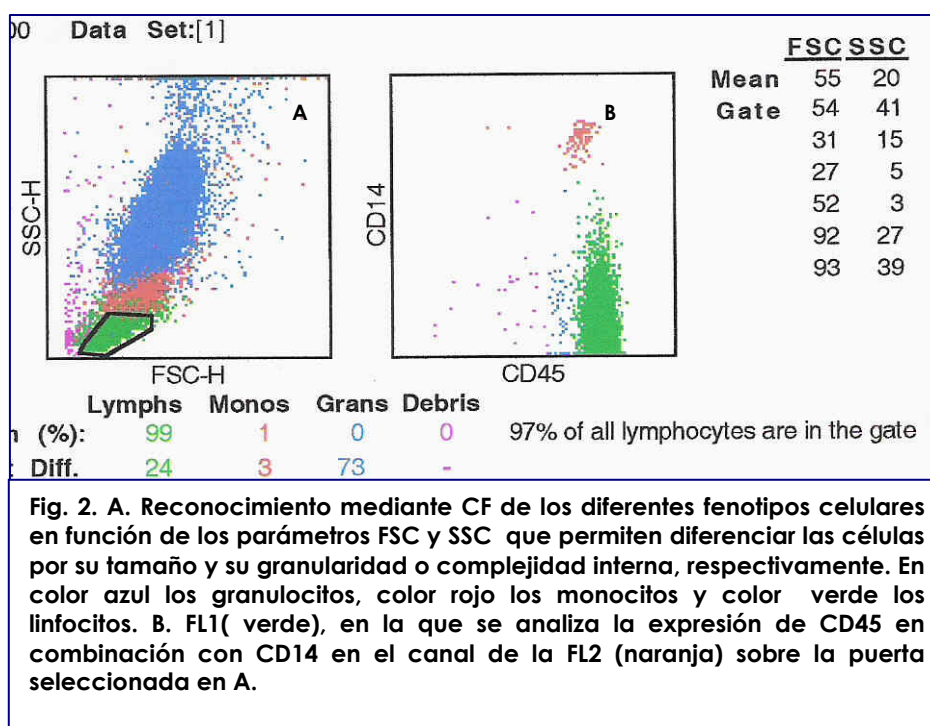 00 Data Set:[1]
FSC SSC
Mean 55 20
Gate 54 41
31 15
27 5
52 3
92 27
93 39
A
B
SSC-H
CD14
FSC-H
CD45
Lymphs Monos Grans Debris
(%): 99 1 0 0 97% of all lymphocytes are in the gate
: Diff. 24 3 73 -
Fig. 2. A. Reconocimiento mediante CF de los diferentes fenotipos celulares
en función de los parámetros FSC y SSC que permiten diferenciar las células
por su tamaño y su granularidad o complejidad interna, respectivamente. En
color azul los granulocitos, color rojo los monocitos y color verde los
linfocitos. B. FL1( verde), en la que se analiza la expresión de CD45 en
combinación con CD14 en el canal de la FL2 (naranja) sobre la puerta
seleccionada en A.